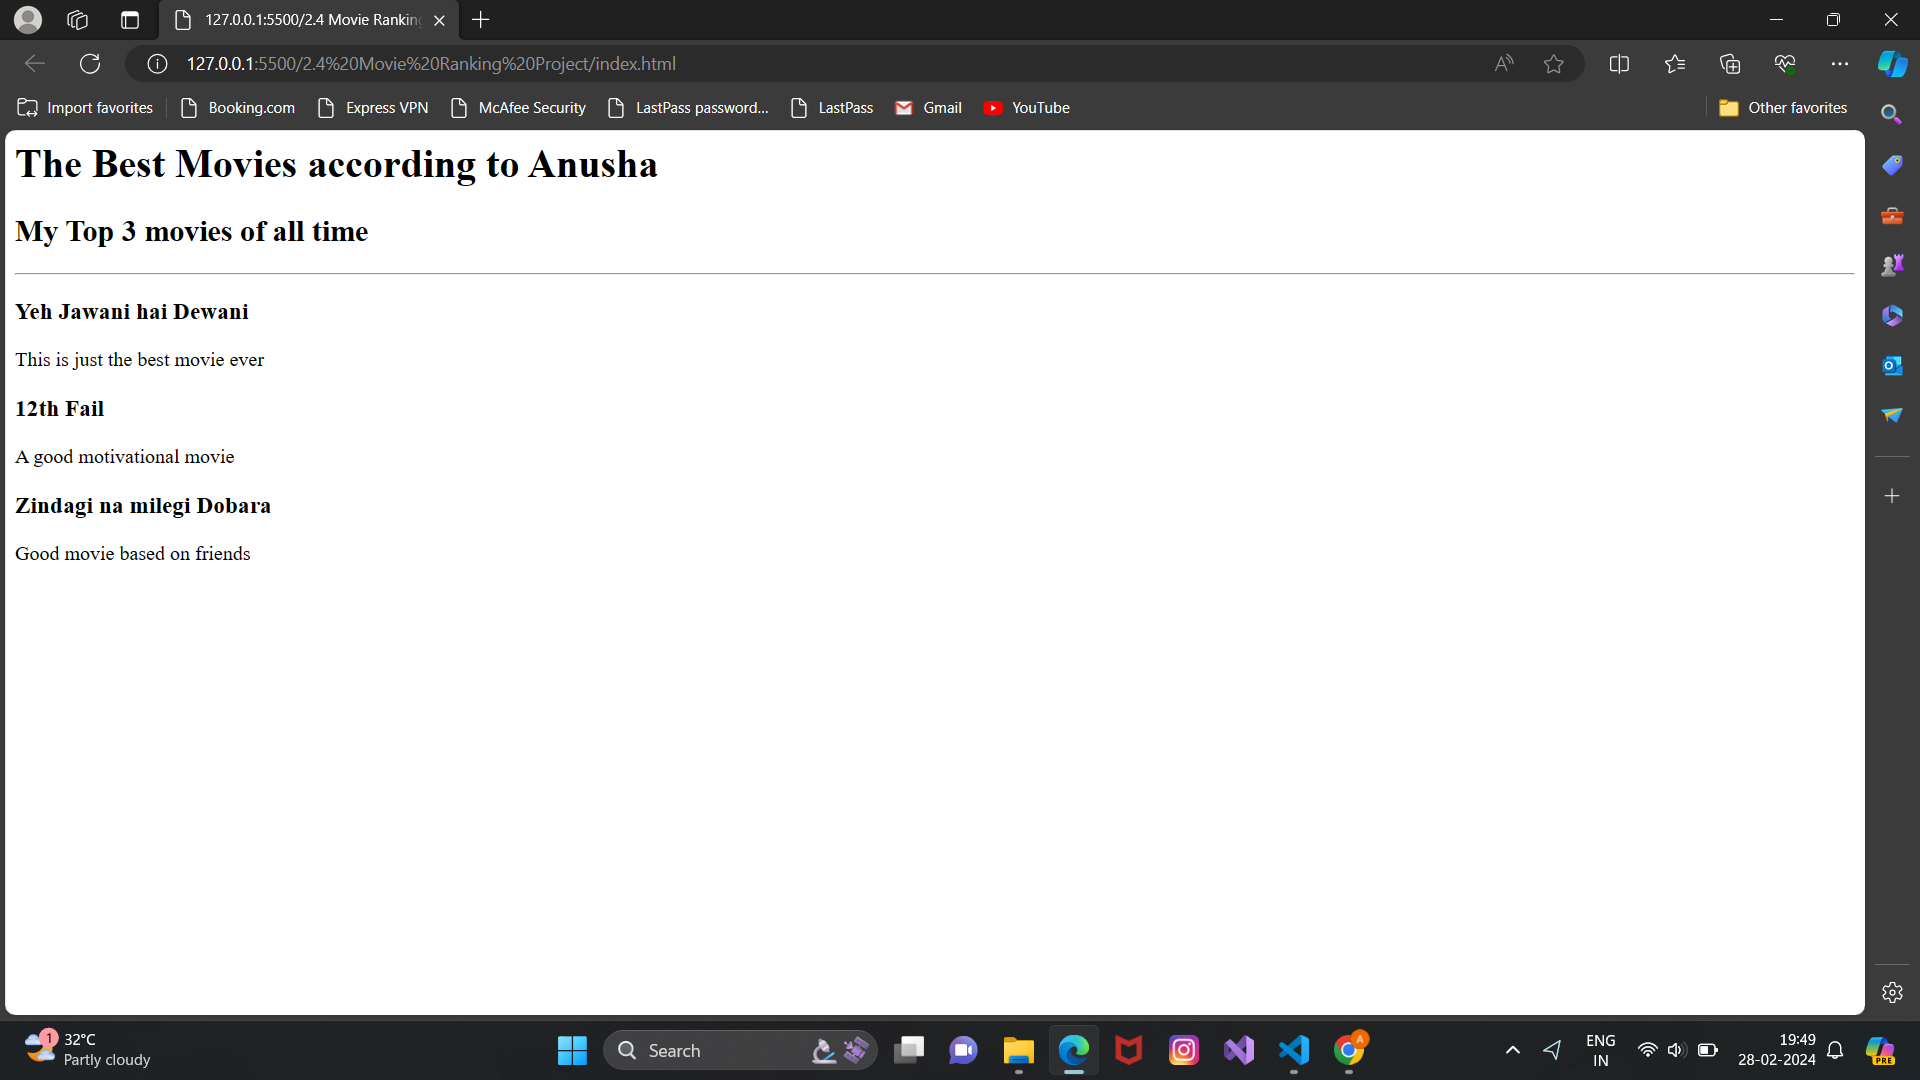 127.0.0.1:5500/2.4 Movie Ranking
127.0.0.1:5500/2.4%20Movie%20Ranking%20Project/index.html
Import favorites Booking.com Express VPN McAfee Security LastPass password... LastPass Gmail YouTube Other favorites
The Best Movies according to Anusha
My Top 3 movies of all time
Yeh Jawani hai Dewani
This is just the best movie ever
12th Fail
A good motivational movie
Zindagi na milegi Dobara
Good movie based on friends
1 32°C
Partly cloudy
Search
A
ENG
IN
19:49
28-02-2024
PRE